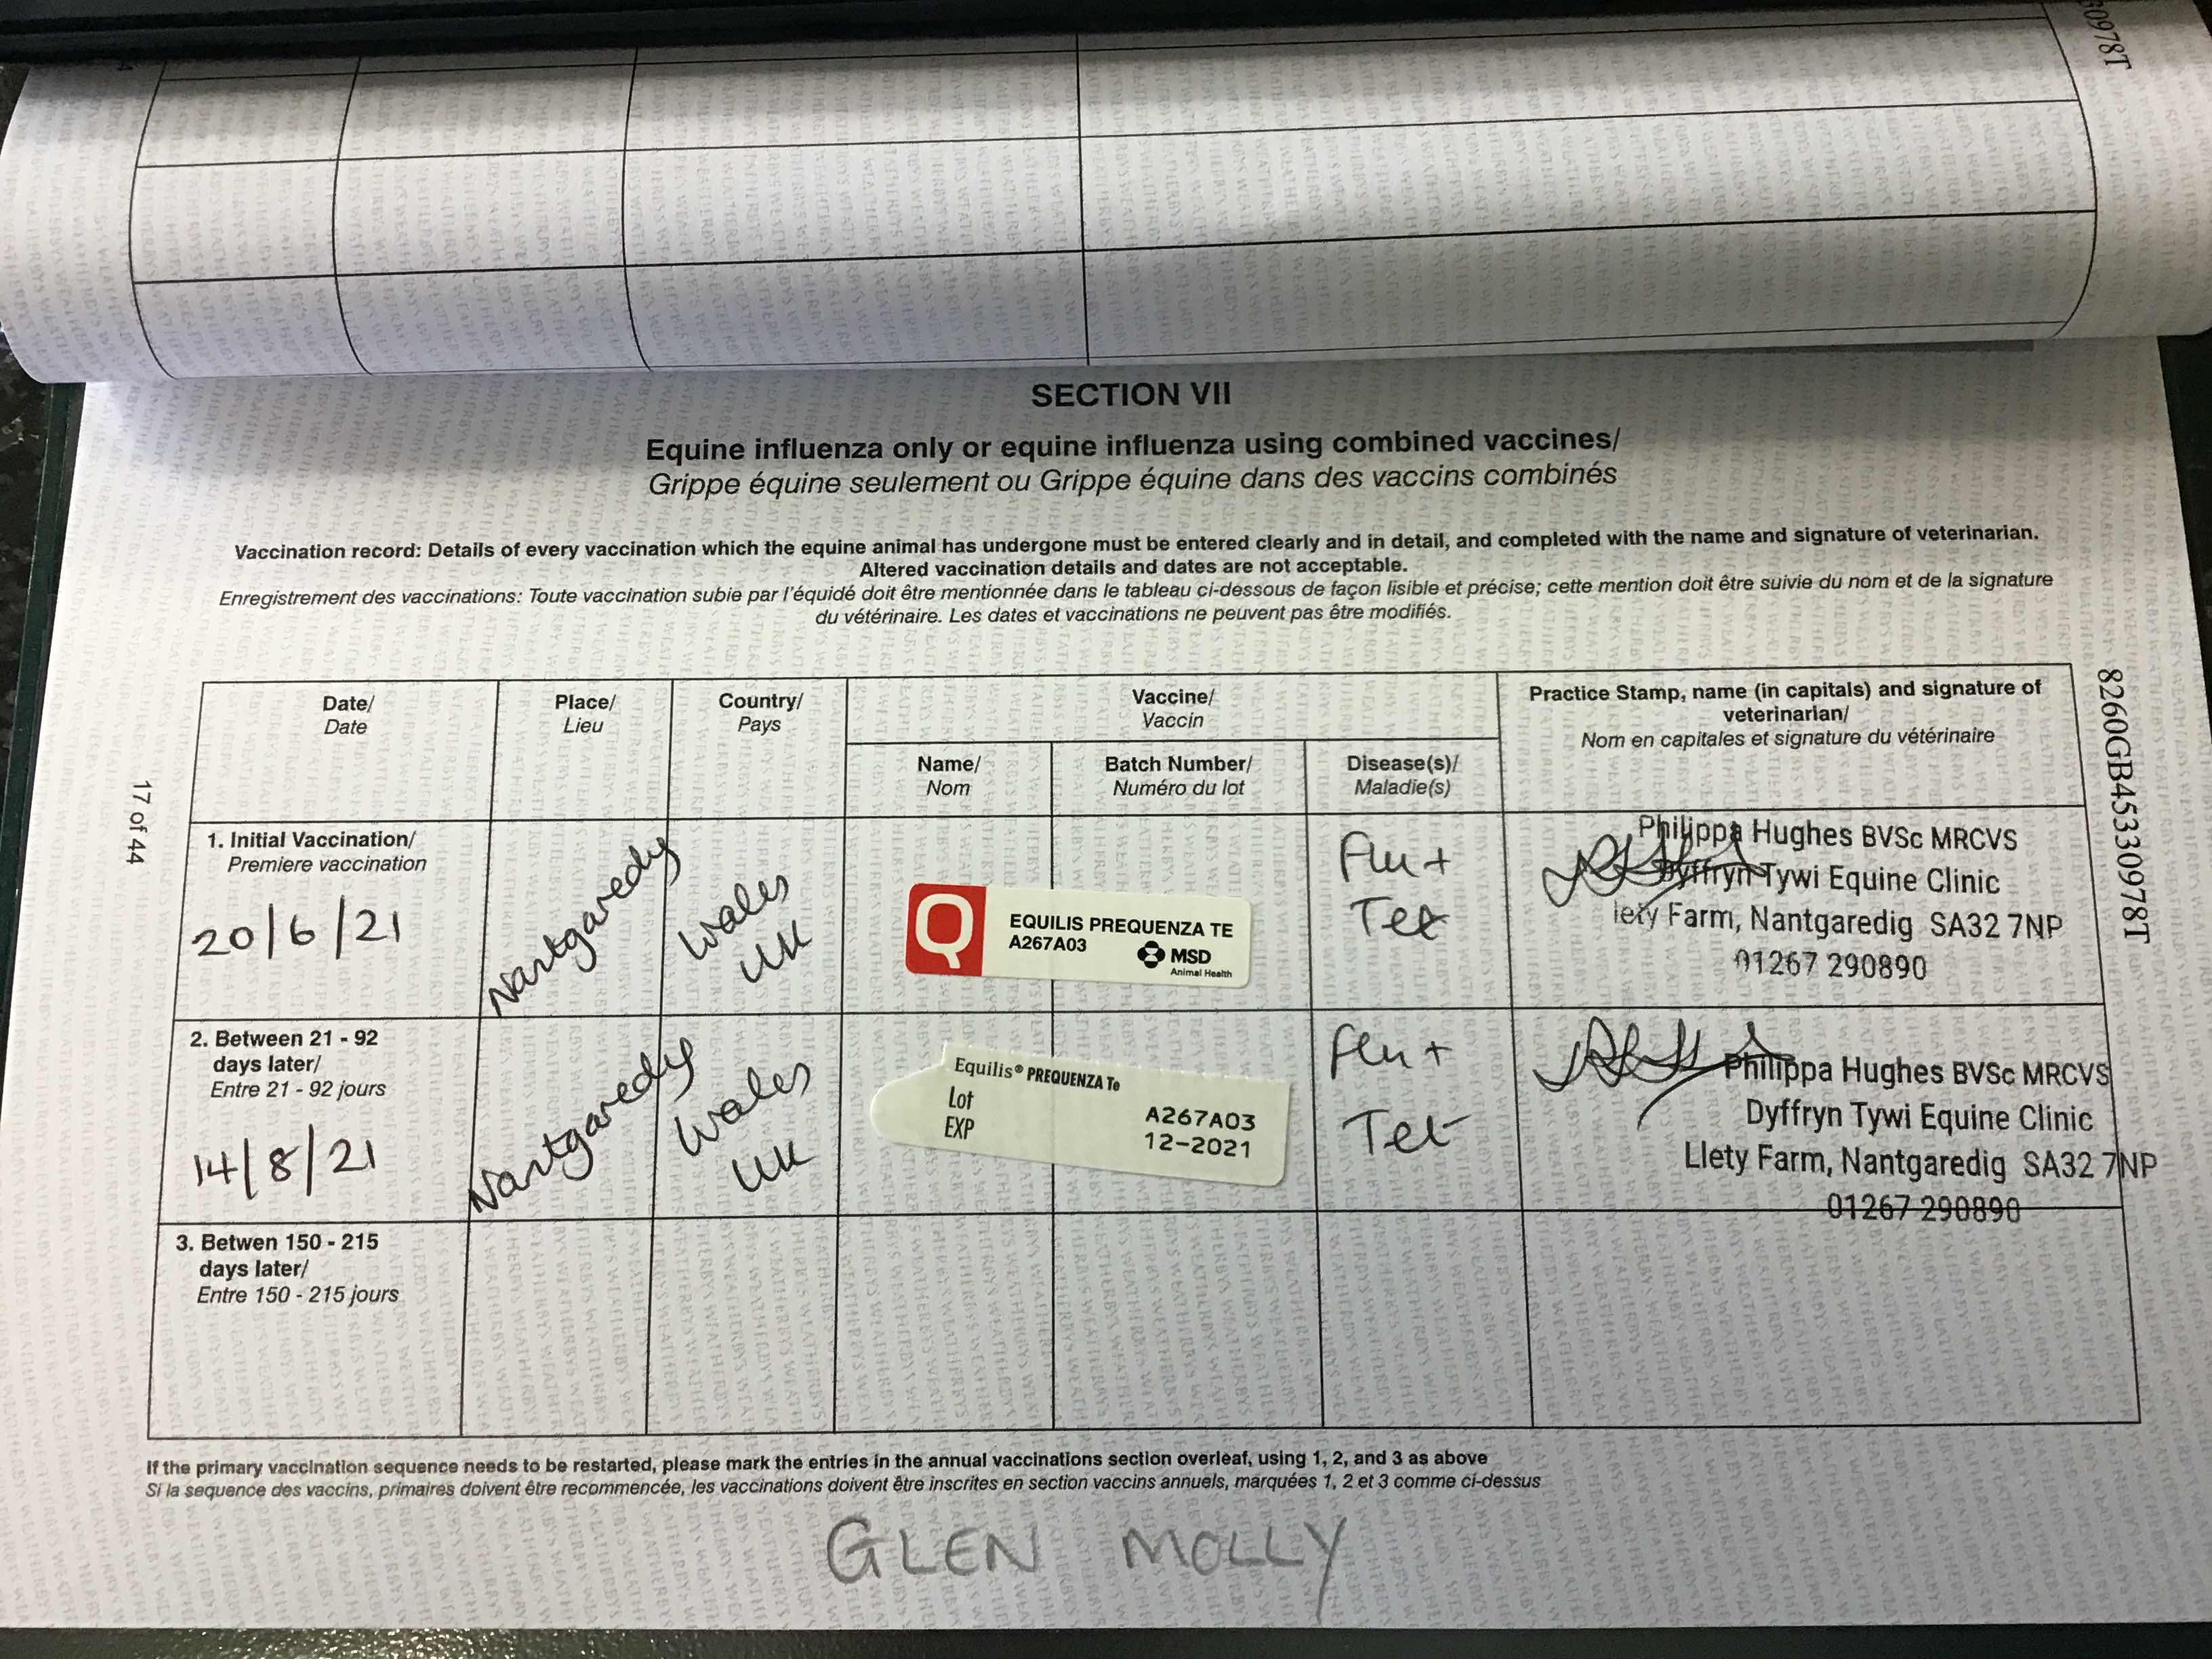 30978T
SECTION VII
Equine influenza only or equine influenza using combined vaccines/
Grippe équine seulement ou Grippe équine dans des vaccins combinés
Vaccination record: Details of every vaccination which the equine animal has undergone must be entered clearly and in detail, and completed with the name and signature of veterinarian.
Altered vaccination details and dates are not acceptable.
Enregistrement des vaccinations: Toute vaccination subie par l'équidé doit être mentionnée dans le tableau ci-dessous de façon lisible et précise; cette mention doit être suivie du nom et de la signature
du vétérinaire. Les dates et vaccinations ne peuvent pas être modifiés.
Date/
Date
Place/
Lieu
Country/
Pays
Vaccine/
Vaccin
Name/
Nom
Batch Number/
Numéro du lot
Disease(s)/
Maladie(s)
Practice Stamp, name (in capitals) and signature of
veterinarian/
Nom en capitales et signature du vétérinaire
1. Initial Vaccination/
Premiere vaccination
20/6/21
Nantgaredy
Wales
UK
Q
EQUILIS PREQUENZA TE
A267A03
MSD
Animal Health
Flu +
Tet
Philippa Hughes BVSc MRCVS
Dyffryn Tywi Equine Clinic
lety Farm, Nantgaredig SA32 7NP
01267 290890
2. Between 21 - 92
days later/
Entre 21 - 92 jours
14/8/21
Nantgaredy
Wales
UK
Equilis® PREQUENZA Te
Lot A267A03
EXP 12-2021
Flu +
Tet
Philippa Hughes BVSc MRCVS
Dyffryn Tywi Equine Clinic
Llety Farm, Nantgaredig SA32 7NP
01267 290890
3. Betwen 150 - 215
days later/
Entre 150 - 215 jours
If the primary vaccination sequence needs to be restarted, please mark the entries in the annual vaccinations section overleaf, using 1, 2, and 3 as above
Si la sequence des vaccins, primaires doivent être recommencée, les vaccinations doivent être inscrites en section vaccins annuels, marquées 1, 2 et 3 comme ci-dessus
GLEN MOLLY
17 of 44
8260GB45330978T